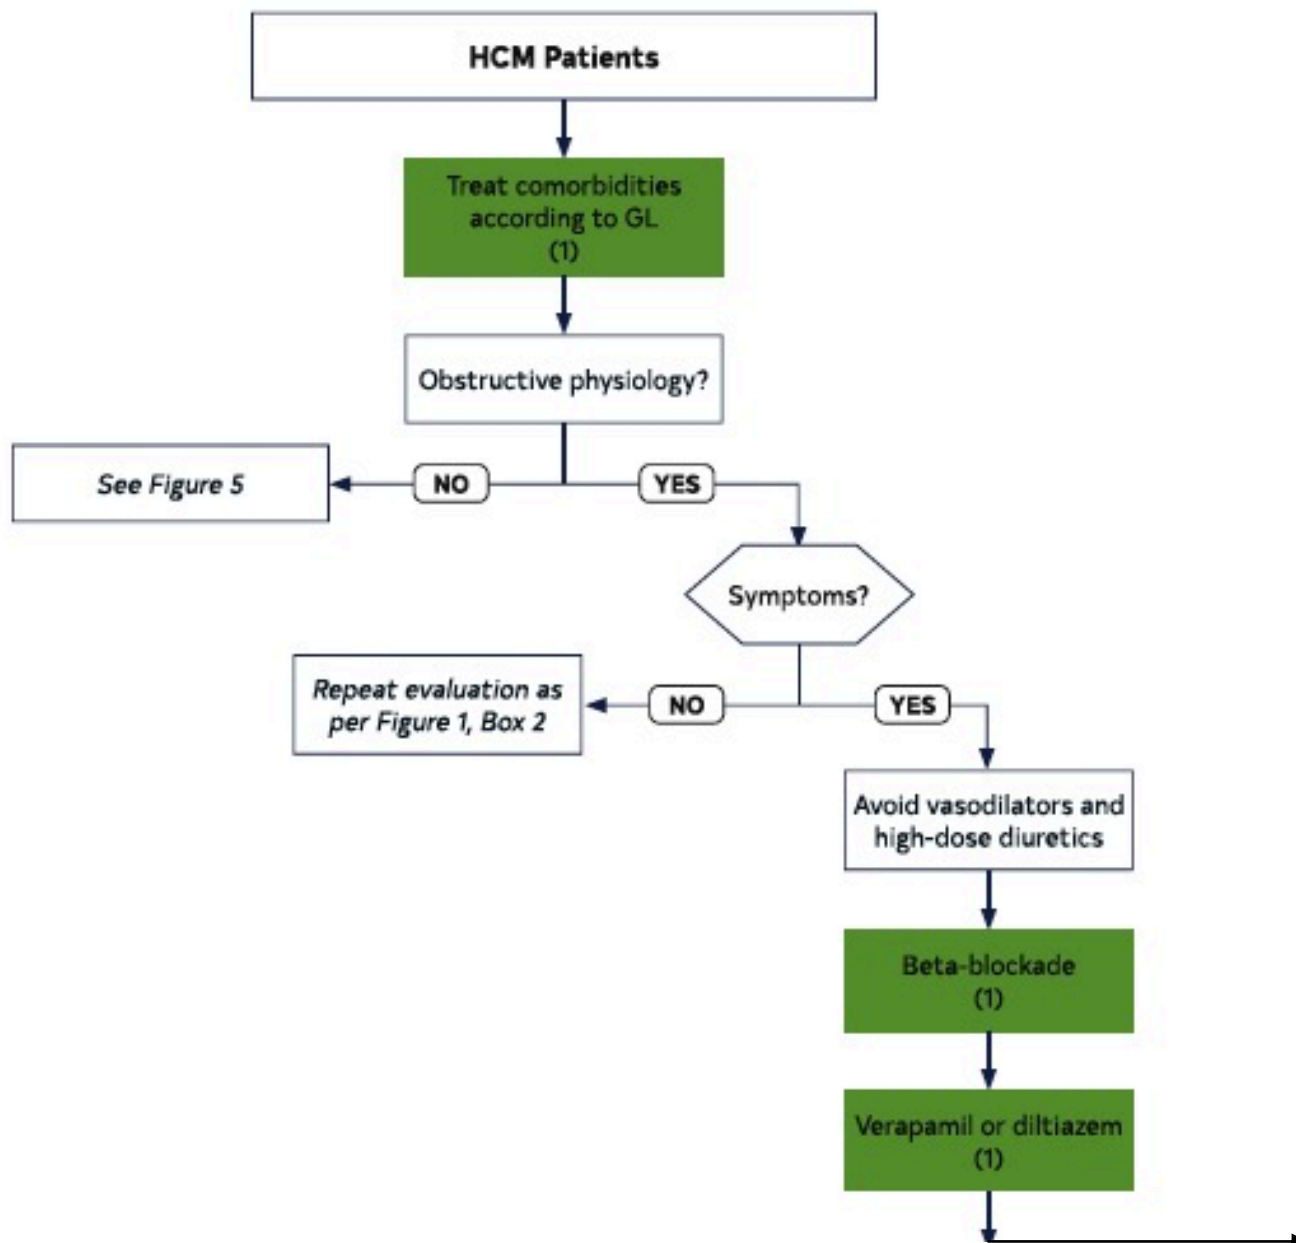 HCM Patients
Treat comorbidities
according to GL
(1)
Obstructive physiology?
See Figure 5
NO
YES
Symptoms?
Repeat evaluation as
per Figure 1, Box 2
NO
YES
Avoid vasodilators and
high-dose diuretics
Beta-blockade
(1)
Verapamil or diltiazem
(1)